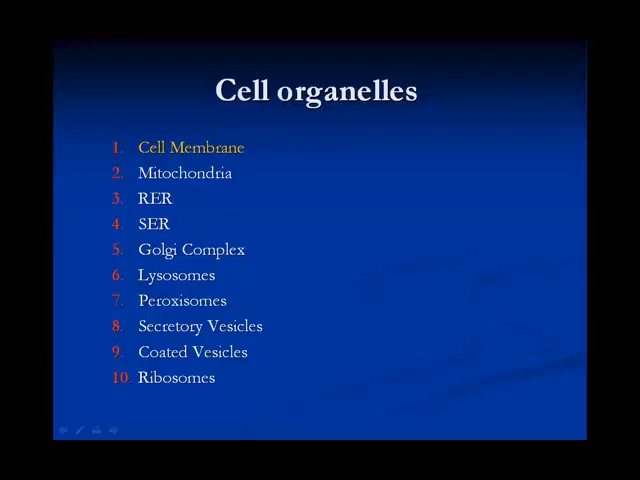 Cell organelles
1. Cell Membrane
2. Mitochondria
3. RER
4. SER
5. Golgi Complex
6. Lysosomes
7. Peroxisomes
8. Secretory Vesicles
9. Coated Vesicles
10. Ribosomes